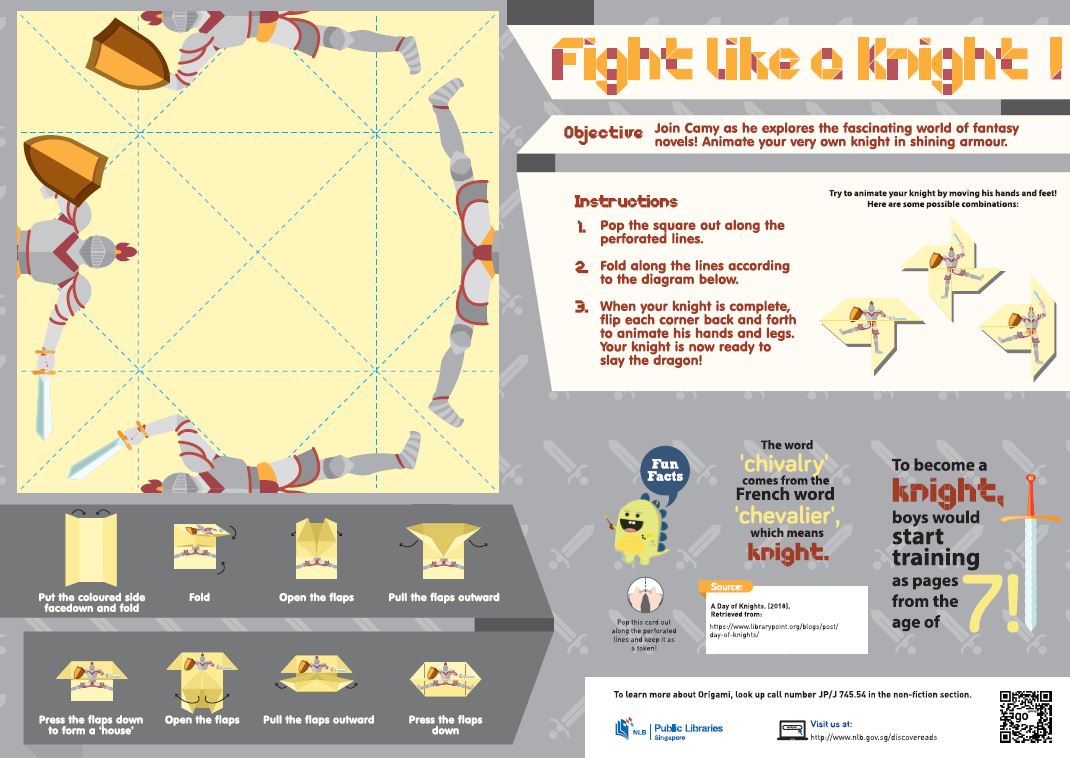 Fight like a Knight !
Objective
Join Camy as he explores the fascinating world of fantasy
novels! Animate your very own knight in shining armour.
Instructions
1. Pop the square out along the
perforated lines.
2. Fold along the lines according
to the diagram below.
3. When your knight is complete,
flip each corner back and forth
to animate his hands and legs.
Your knight is now ready to
slay the dragon!
Try to animate your knight by moving his hands and feet!
Here are some possible combinations:
Put the coloured side
facedown and fold
Fold
Open the flaps
Pull the flaps outward
Press the flaps down
to form a 'house'
Open the flaps
Pull the flaps outward
Press the flaps
down
Fun
Facts
The word
'chivalry'
comes from the
French word
'chevalier',
which means
knight.
To become a
knight,
boys would
start
training
as pages
from the
age of
7!
Pop this card out
along the perforated
lines and keep it as
a token!
Source:
A Day of Knights. (2018).
Retrieved from:
https://www.librarypoint.org/blogs/post/
day-of-knights/
To learn more about Origami, look up call number JP/J 745.54 in the non-fiction section.
NLB
Public Libraries
Singapore
Visit us at:
http://www.nlb.gov.sg/discovereads
go